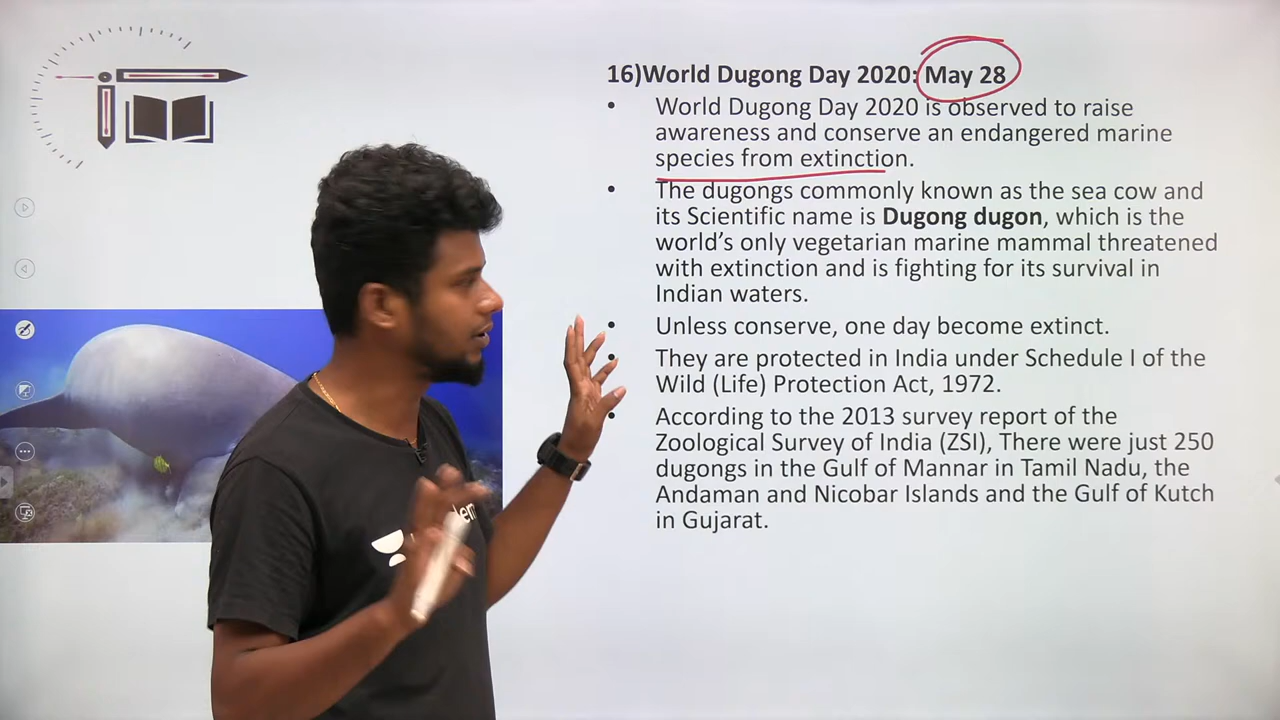 16)World Dugong Day 2020: May 28
• World Dugong Day 2020 is observed to raise
awareness and conserve an endangered marine
species from extinction.
• The dugongs commonly known as the sea cow and
its Scientific name is Dugong dugon, which is the
world's only vegetarian marine mammal threatened
with extinction and is fighting for its survival in
Indian waters.
• Unless conserve, one day become extinct.
• They are protected in India under Schedule I of the
Wild (Life) Protection Act, 1972.
• According to the 2013 survey report of the
Zoological Survey of India (ZSI), There were just 250
dugongs in the Gulf of Mannar in Tamil Nadu, the
Andaman and Nicobar Islands and the Gulf of Kutch
in Gujarat.